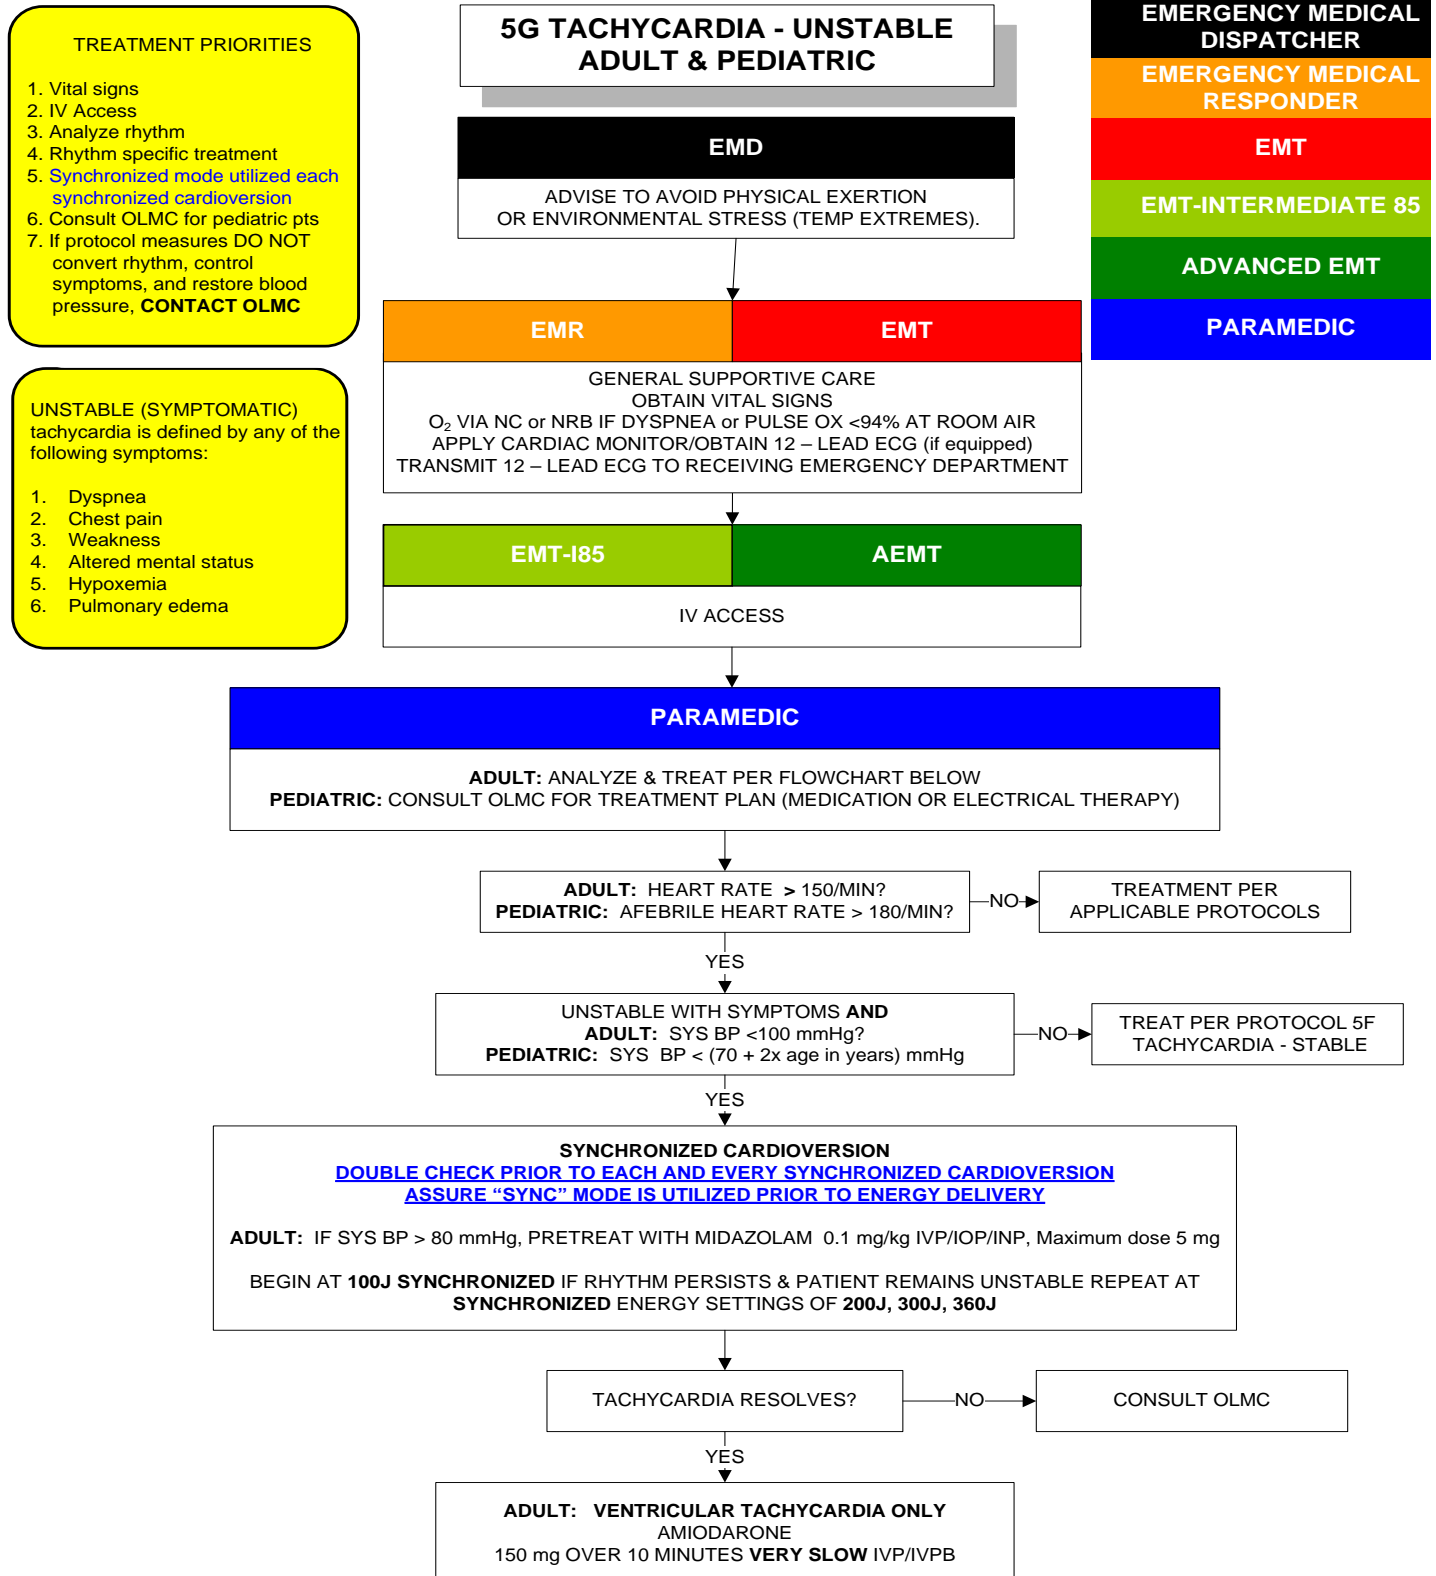 TREATMENT PRIORITIES
1. Vital signs
2. IV Access
3. Analyze rhythm
4. Rhythm specific treatment
5. Synchronized mode utilized each
synchronized cardioversion
6. Consult OLMC for pediatric pts
7. If protocol measures DO NOT
convert rhythm, control
symptoms, and restore blood
pressure, CONTACT OLMC
UNSTABLE (SYMPTOMATIC)
tachycardia is defined by any of the
following symptoms:
1. Dyspnea
2. Chest pain
3. Weakness
4. Altered mental status
5. Hypoxemia
6. Pulmonary edema
5G TACHYCARDIA - UNSTABLE
ADULT & PEDIATRIC
EMERGENCY MEDICAL
DISPATCHER
EMERGENCY MEDICAL
RESPONDER
EMT
EMT-INTERMEDIATE 85
ADVANCED EMT
PARAMEDIC
EMD
ADVISE TO AVOID PHYSICAL EXERTION
OR ENVIRONMENTAL STRESS (TEMP EXTREMES).
EMR
EMT
GENERAL SUPPORTIVE CARE
OBTAIN VITAL SIGNS
O₂ VIA NC or NRB IF DYSPNEA or PULSE OX <94% AT ROOM AIR
APPLY CARDIAC MONITOR/OBTAIN 12 – LEAD ECG (if equipped)
TRANSMIT 12 – LEAD ECG TO RECEIVING EMERGENCY DEPARTMENT
EMT-I85
AEMT
IV ACCESS
PARAMEDIC
ADULT: ANALYZE & TREAT PER FLOWCHART BELOW
PEDIATRIC: CONSULT OLMC FOR TREATMENT PLAN (MEDICATION OR ELECTRICAL THERAPY)
ADULT: HEART RATE > 150/MIN?
PEDIATRIC: AFEBRILE HEART RATE > 180/MIN?
NO
TREATMENT PER
APPLICABLE PROTOCOLS
YES
UNSTABLE WITH SYMPTOMS AND
ADULT: SYS BP <100 mmHg?
PEDIATRIC: SYS BP < (70 + 2x age in years) mmHg
NO
TREAT PER PROTOCOL 5F
TACHYCARDIA - STABLE
YES
SYNCHRONIZED CARDIOVERSION
DOUBLE CHECK PRIOR TO EACH AND EVERY SYNCHRONIZED CARDIOVERSION
ASSURE “SYNC” MODE IS UTILIZED PRIOR TO ENERGY DELIVERY
ADULT: IF SYS BP > 80 mmHg, PRETREAT WITH MIDAZOLAM 0.1 mg/kg IVP/IOP/INP, Maximum dose 5 mg
BEGIN AT 100J SYNCHRONIZED IF RHYTHM PERSISTS & PATIENT REMAINS UNSTABLE REPEAT AT
SYNCHRONIZED ENERGY SETTINGS OF 200J, 300J, 360J
TACHYCARDIA RESOLVES?
NO
CONSULT OLMC
YES
ADULT: VENTRICULAR TACHYCARDIA ONLY
AMIODARONE
150 mg OVER 10 MINUTES VERY SLOW IVP/IVPB